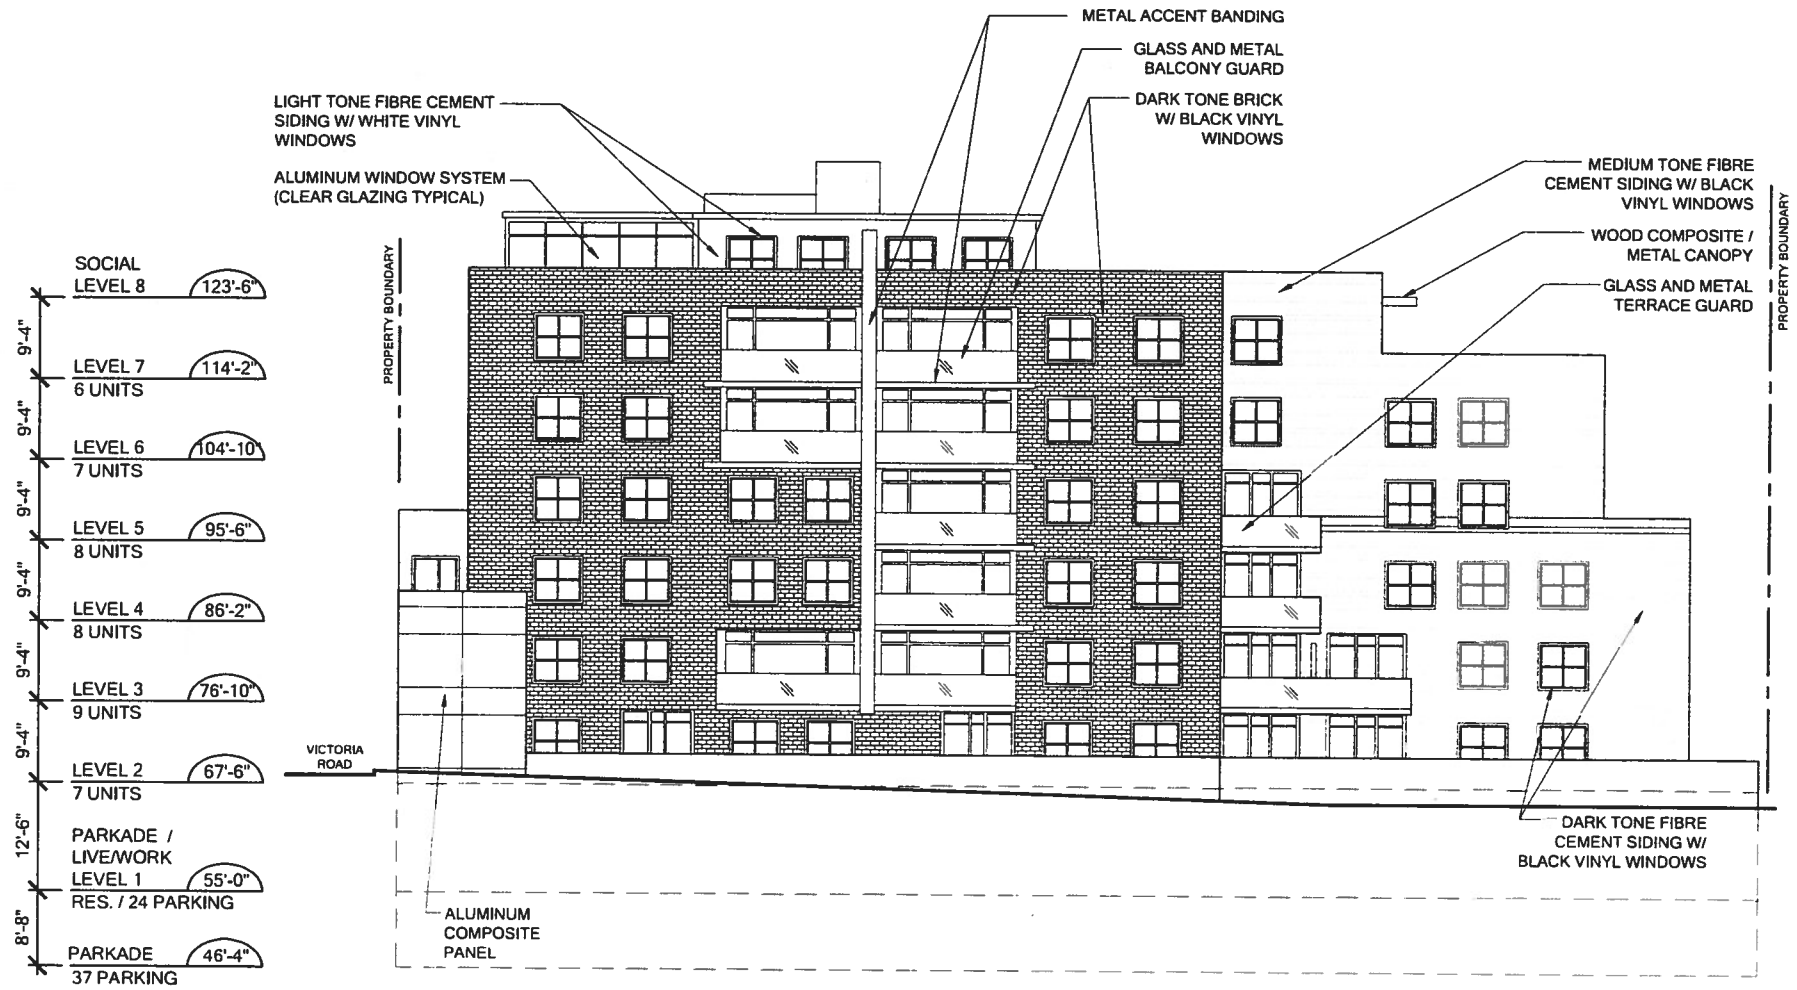 METAL ACCENT BANDING
GLASS AND METAL
BALCONY GUARD
LIGHT TONE FIBRE CEMENT
SIDING W/ WHITE VINYL
WINDOWS
DARK TONE BRICK
W/ BLACK VINYL
WINDOWS
ALUMINUM WINDOW SYSTEM
(CLEAR GLAZING TYPICAL)
MEDIUM TONE FIBRE
CEMENT SIDING W/ BLACK
VINYL WINDOWS
WOOD COMPOSITE /
METAL CANOPY
GLASS AND METAL
TERRACE GUARD
PROPERTY BOUNDARY
PROPERTY BOUNDARY
SOCIAL
LEVEL 8 123'-6"
9'-4"
LEVEL 7 114'-2"
6 UNITS
9'-4"
LEVEL 6 104'-10"
7 UNITS
9'-4"
LEVEL 5 95'-6"
8 UNITS
9'-4"
LEVEL 4 86'-2"
8 UNITS
9'-4"
LEVEL 3 76'-10"
9 UNITS
9'-4"
VICTORIA
ROAD
LEVEL 2 67'-6"
7 UNITS
12'-6"
PARKADE /
LIVE/WORK
LEVEL 1 55'-0"
RES. / 24 PARKING
8'-8"
PARKADE 46'-4"
37 PARKING
ALUMINUM
COMPOSITE
PANEL
DARK TONE FIBRE
CEMENT SIDING W/
BLACK VINYL WINDOWS